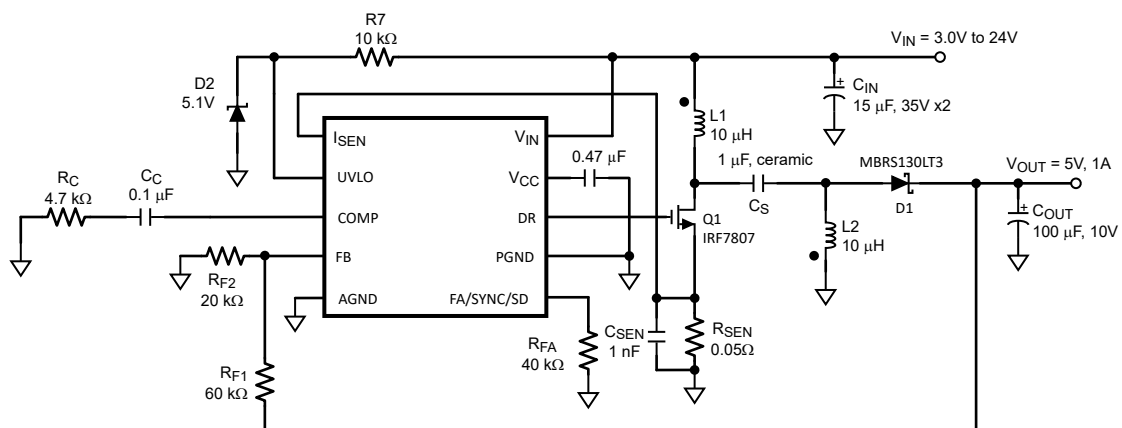 R7
10 kΩ
VIN = 3.0V to 24V
D2
5.1V
CIN
15 μF, 35V x2
L1
10 μH
ISEN
VIN
0.47 μF
1 μF, ceramic
MBRS130LT3
VOUT = 5V, 1A
RC
4.7 kΩ
CC
0.1 μF
UVLO
VCC
CS
D1
COMP
DR
Q1
IRF7807
L2
10 μH
COUT
100 μF, 10V
RF2
20 kΩ
FB
PGND
AGND
FA/SYNC/SD
RF1
60 kΩ
RFA
40 kΩ
CSEN
1 nF
RSEN
0.05Ω
+
+